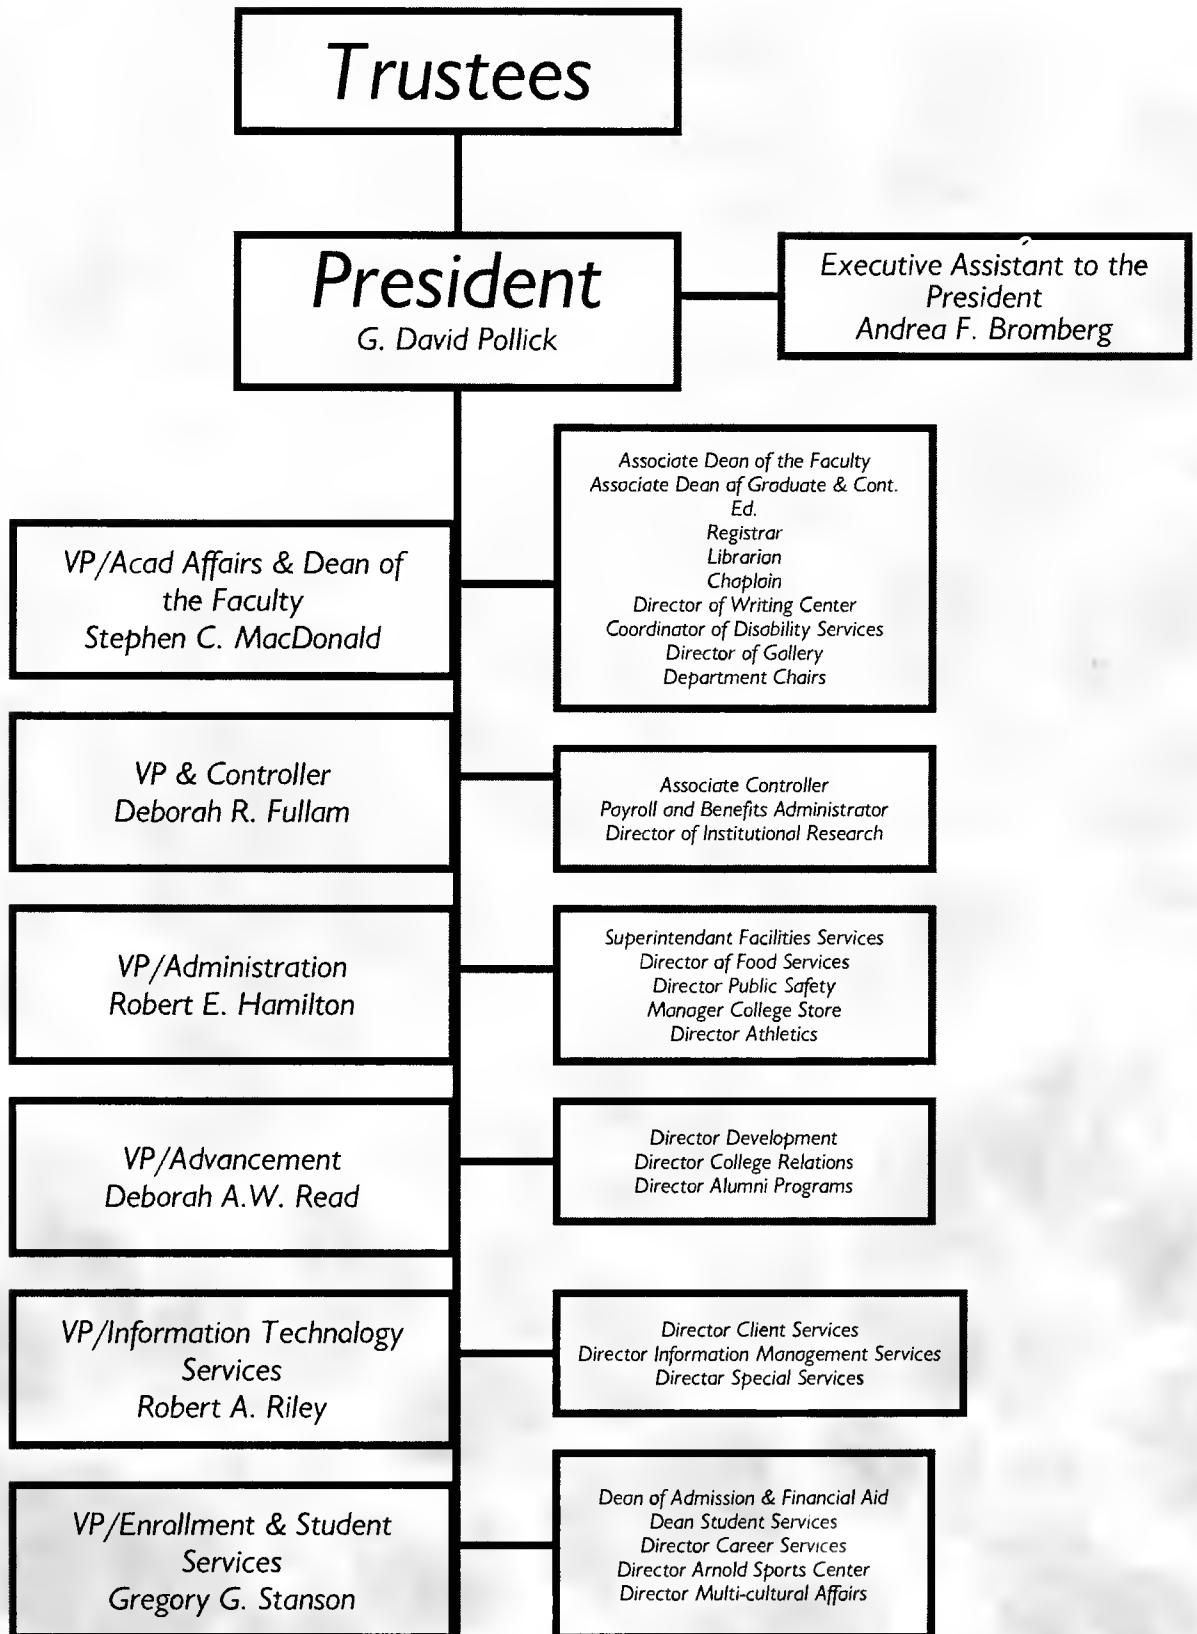 Trustees
President
G. David Pollick
Executive Assistant to the
President
Andrea F. Bromberg
Associate Dean of the Faculty
Associate Dean of Graduate & Cont.
Ed.
Registrar
Librarian
Chaplain
Director of Writing Center
Coordinator of Disability Services
Director of Gallery
Department Chairs
VP/Acad Affairs & Dean of
the Faculty
Stephen C. MacDonald
VP & Controller
Deborah R. Fullam
Associate Controller
Payroll and Benefits Administrator
Director of Institutional Research
VP/Administration
Robert E. Hamilton
Superintendant Facilities Services
Director of Food Services
Director Public Safety
Manager College Store
Director Athletics
VP/Advancement
Deborah A.W. Read
Director Development
Director College Relations
Director Alumni Programs
VP/Information Technology
Services
Robert A. Riley
Director Client Services
Director Information Management Services
Director Special Services
VP/Enrollment & Student
Services
Gregory G. Stanson
Dean of Admission & Financial Aid
Dean Student Services
Director Career Services
Director Arnold Sports Center
Director Multi-cultural Affairs